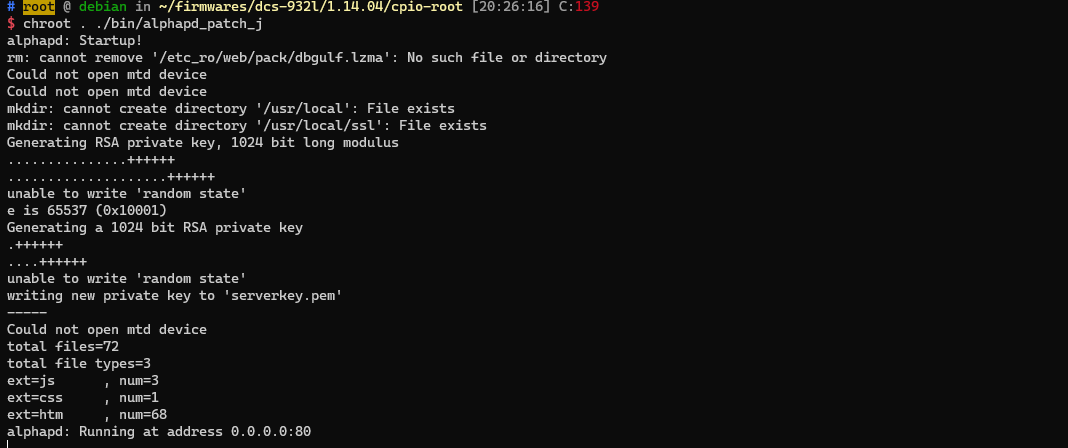 # root @ debian in ~/firmwares/dcs-932l/1.14.04/cpio-root [20:26:16] C:139
$ chroot . ./bin/alphapd_patch_j
alphapd: Startup!
rm: cannot remove '/etc_ro/web/pack/dbgulf.lzma': No such file or directory
Could not open mtd device
Could not open mtd device
mkdir: cannot create directory '/usr/local': File exists
mkdir: cannot create directory '/usr/local/ssl': File exists
Generating RSA private key, 1024 bit long modulus
...............++++++
....................++++++
unable to write 'random state'
e is 65537 (0x10001)
Generating a 1024 bit RSA private key
.++++++
....++++++
unable to write 'random state'
writing new private key to 'serverkey.pem'
-----
Could not open mtd device
total files=72
total file types=3
ext=js      , num=3
ext=css     , num=1
ext=htm     , num=68
alphapd: Running at address 0.0.0.0:80